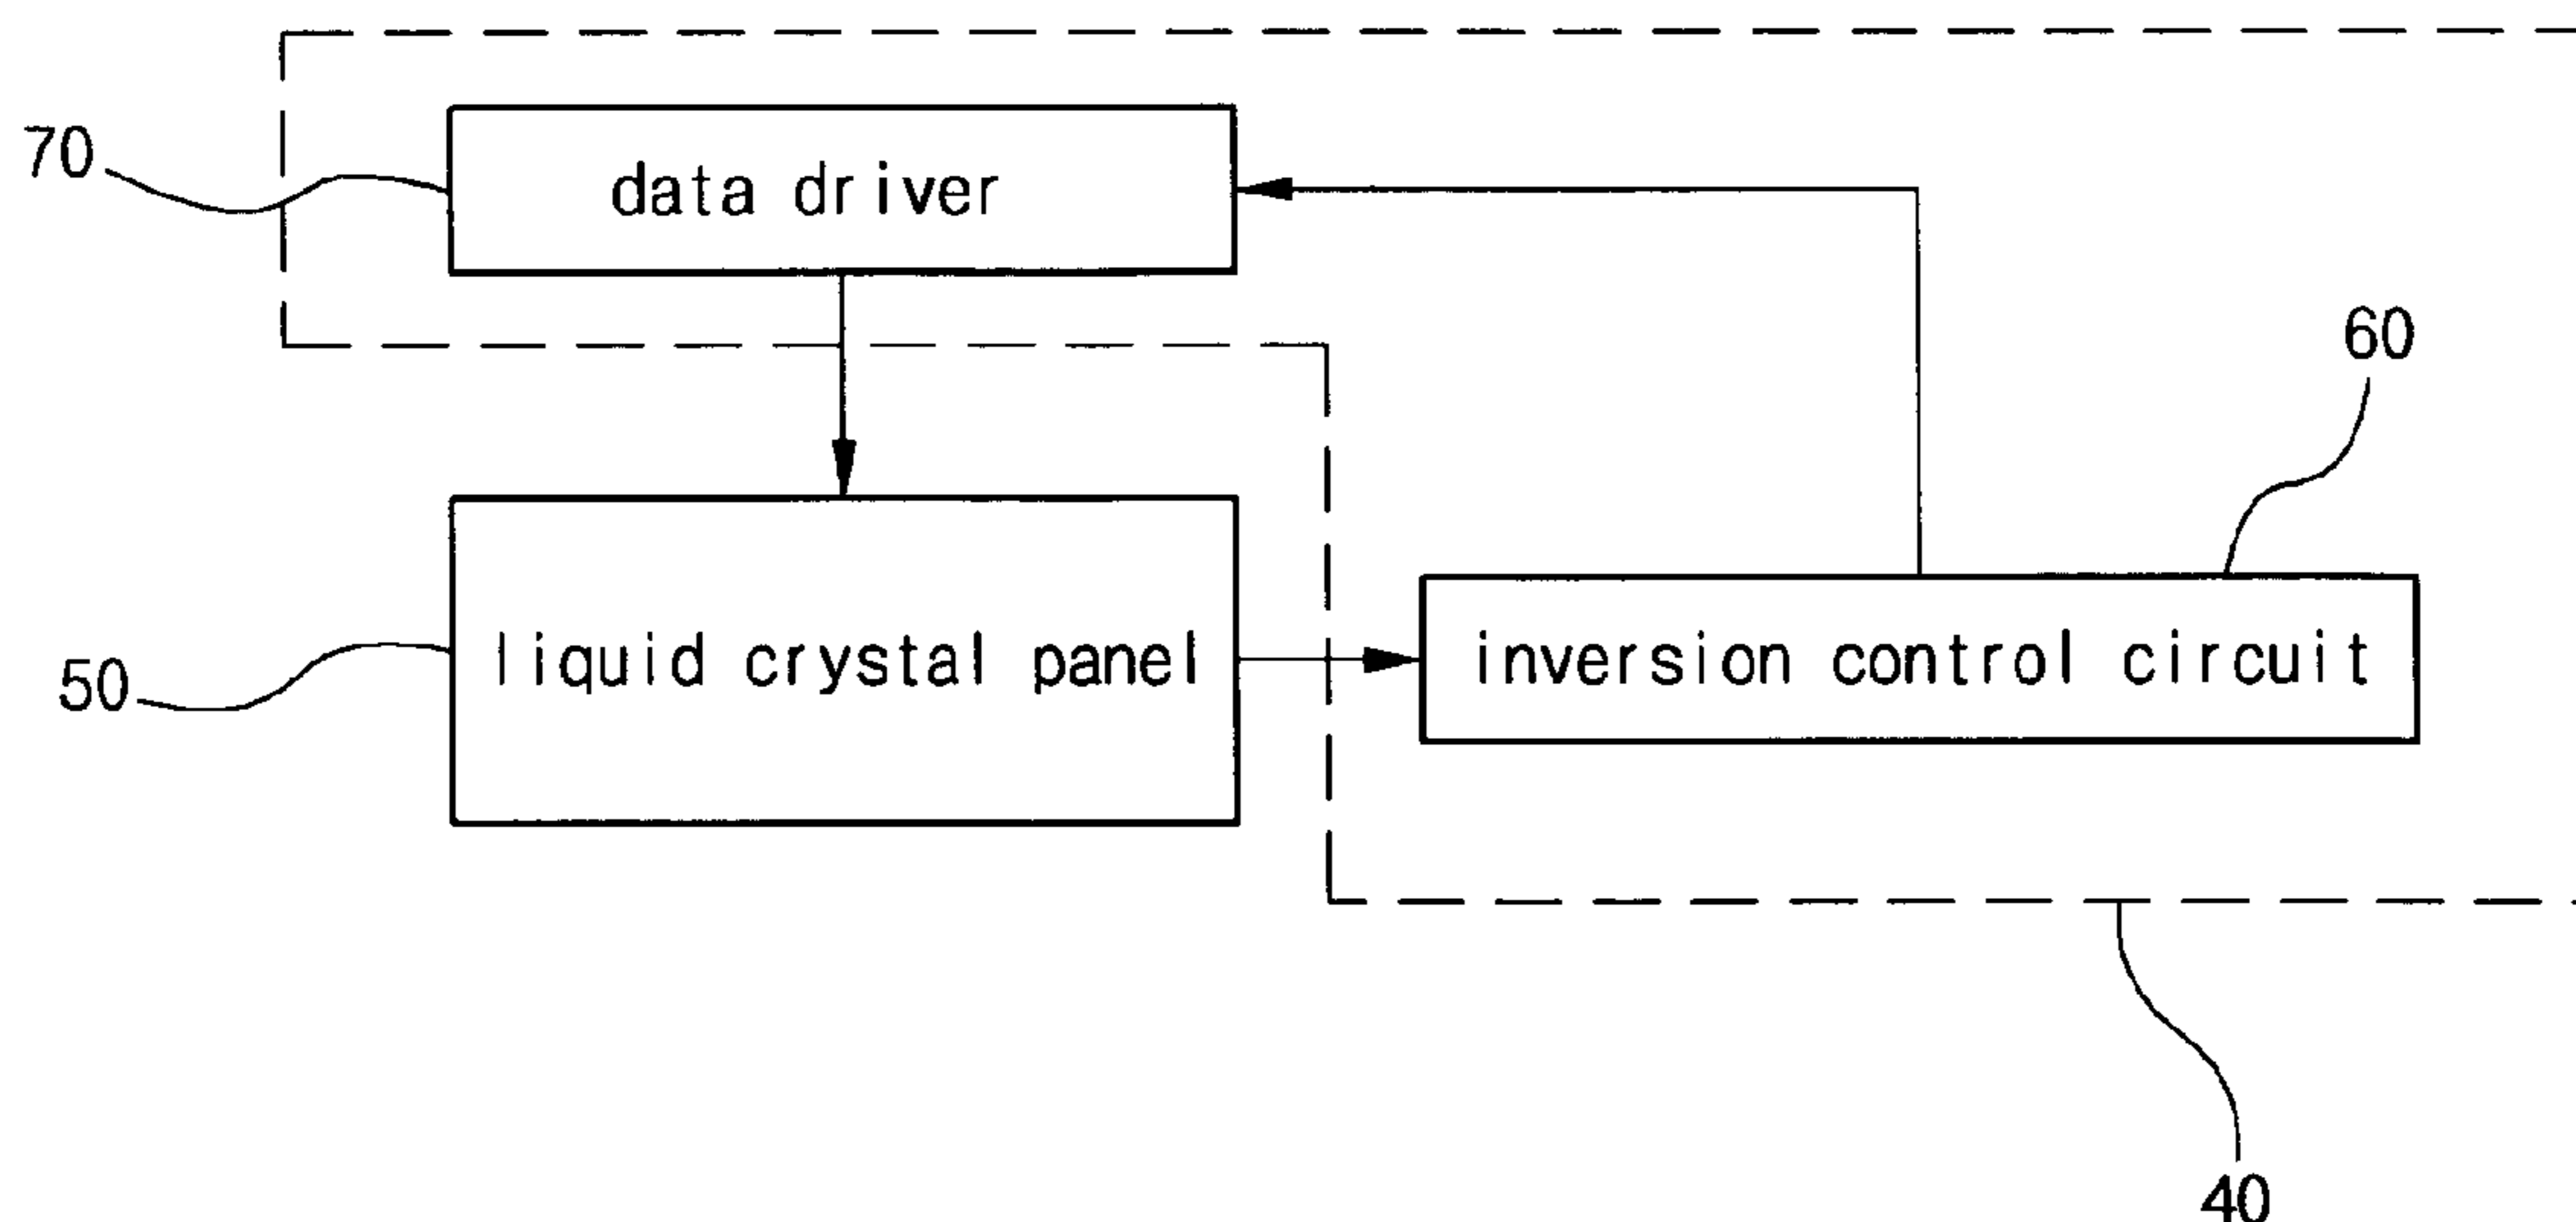 70
data driver
60
50
liquid crystal panel
inversion control circuit
40